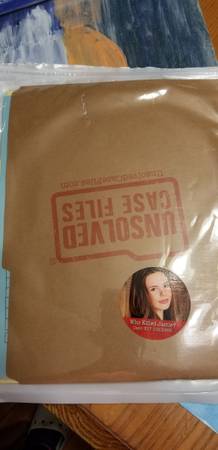 UNSOLVED
CASE FILES
UnsolvedCaseFiles.com
Who Killed Jamie?